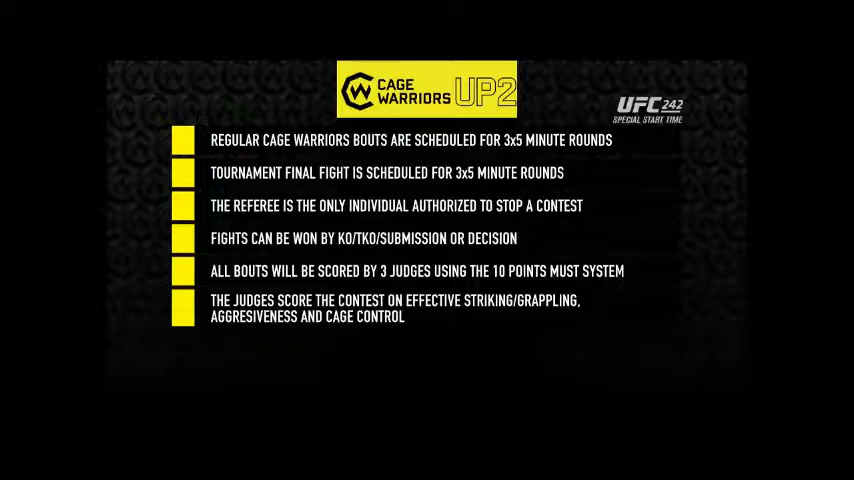 CAGE WARRIORS UP2
UFC 242
SPECIAL START TIME
REGULAR CAGE WARRIORS BOUTS ARE SCHEDULED FOR 3x5 MINUTE ROUNDS
TOURNAMENT FINAL FIGHT IS SCHEDULED FOR 3x5 MINUTE ROUNDS
THE REFEREE IS THE ONLY INDIVIDUAL AUTHORIZED TO STOP A CONTEST
FIGHTS CAN BE WON BY KO/TKO/SUBMISSION OR DECISION
ALL BOUTS WILL BE SCORED BY 3 JUDGES USING THE 10 POINTS MUST SYSTEM
THE JUDGES SCORE THE CONTEST ON EFFECTIVE STRIKING/GRAPPLING,
AGGRESIVENESS AND CAGE CONTROL